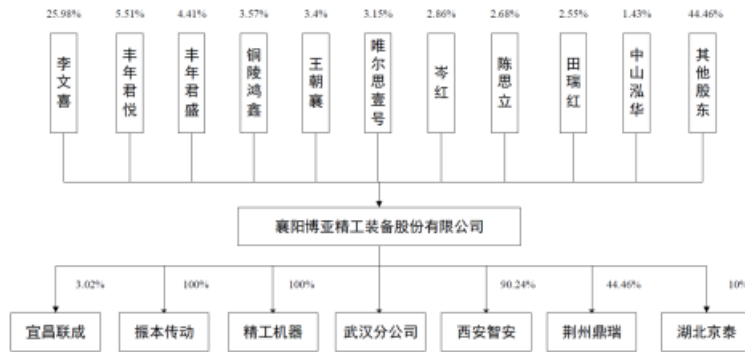 25.98% 5.51% 4.41% 3.57% 3.4% 3.15% 2.86% 2.68% 2.55% 1.43% 44.46%
李文喜
丰年君悦
丰年君盛
铜陵鸿鑫
王朝襄
唯尔思壹号
岑红
陈思立
田瑞红
中山泓华
其他股东
襄阳博亚精工装备股份有限公司
3.02% 100% 100% 90.24% 44.46% 10%
宜昌联成 振本传动 精工机器 武汉分公司 西安智安 荆州鼎瑞 湖北京泰